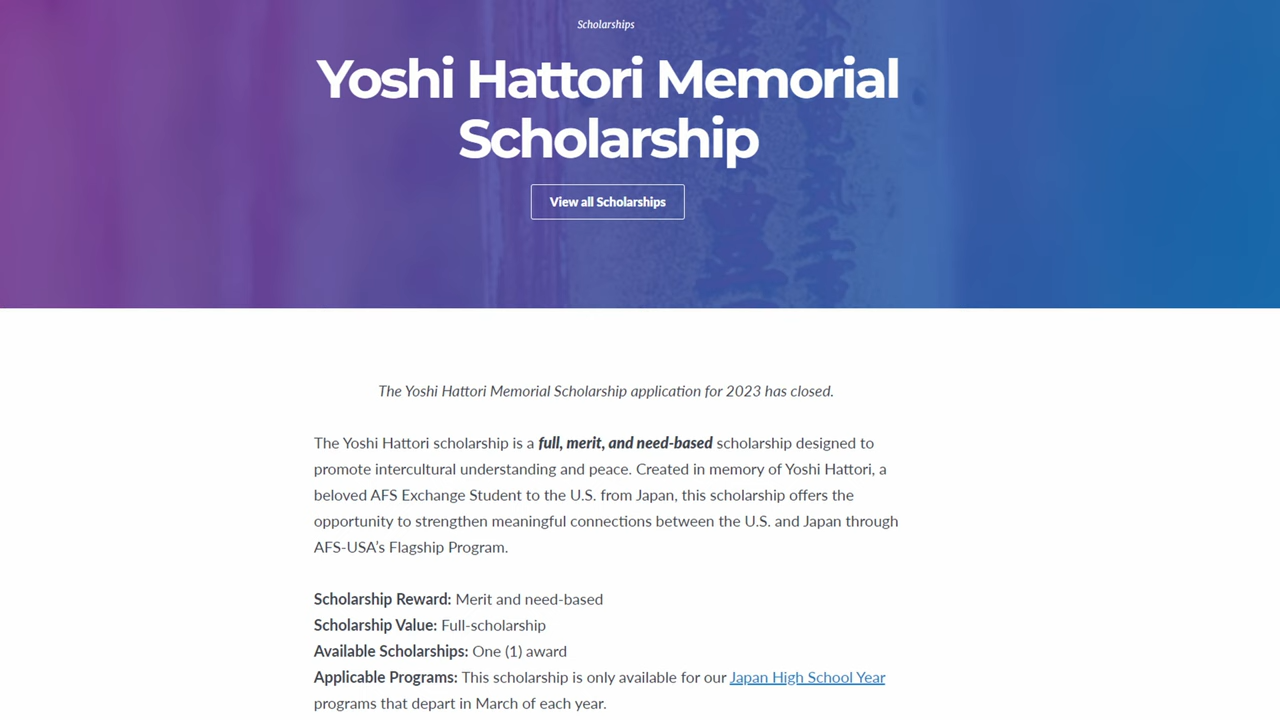 Scholarships
Yoshi Hattori Memorial
Scholarship
View all Scholarships
The Yoshi Hattori Memorial Scholarship application for 2023 has closed.
The Yoshi Hattori scholarship is a full, merit, and need-based scholarship designed to
promote intercultural understanding and peace. Created in memory of Yoshi Hattori, a
beloved AFS Exchange Student to the U.S. from Japan, this scholarship offers the
opportunity to strengthen meaningful connections between the U.S. and Japan through
AFS-USA’s Flagship Program.
Scholarship Reward: Merit and need-based
Scholarship Value: Full-scholarship
Available Scholarships: One (1) award
Applicable Programs: This scholarship is only available for our Japan High School Year
programs that depart in March of each year.